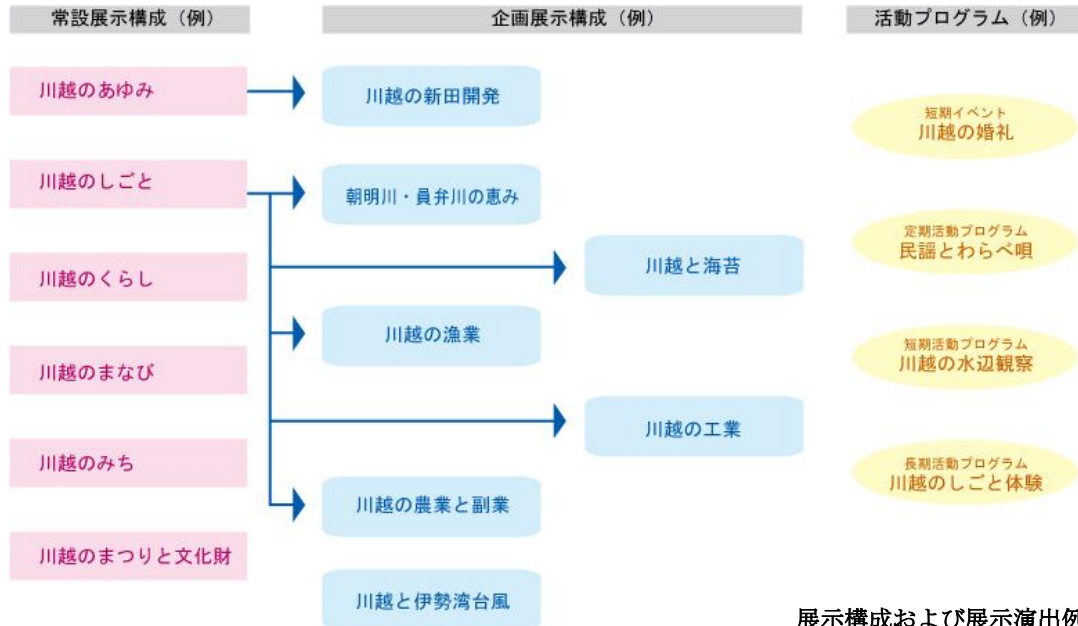 常設展示構成（例）
企画展示構成（例）
活動プログラム（例）
川越のあゆみ
川越のしごと
川越のくらし
川越のまなび
川越のみち
川越のまつりと文化財
川越の新田開発
朝明川・員弁川の恵み
川越と海苔
川越の漁業
川越の工業
川越の農業と副業
川越と伊勢湾台風
短期イベント
川越の婚礼
定期活動プログラム
民謡とわらべ唄
短期活動プログラム
川越の水辺観察
長期活動プログラム
川越のしごと体験
展示構成および展示演出例